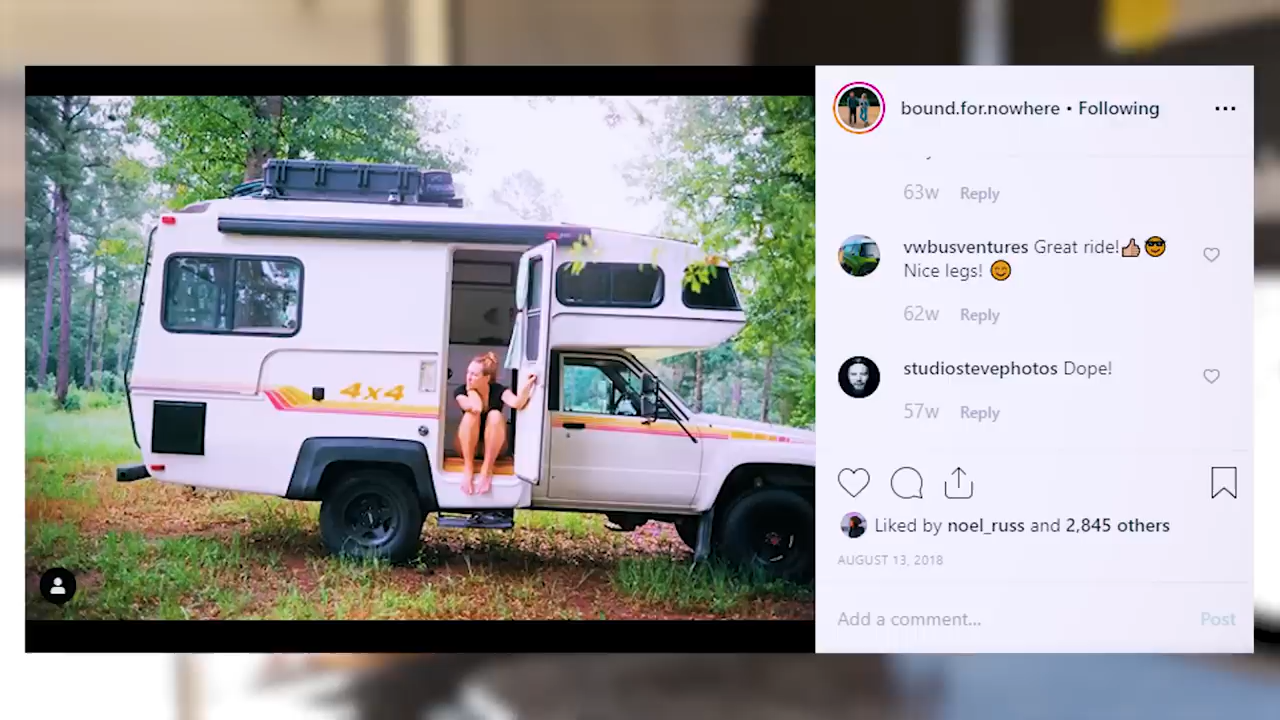 bound.for.nowhere • Following
63w Reply
vwbusventures Great ride!👍😎
Nice legs! 😊
62w Reply
studiostevephotos Dope!
57w Reply
Liked by noel_russ and 2,845 others
AUGUST 13, 2018
Add a comment... Post
4x4